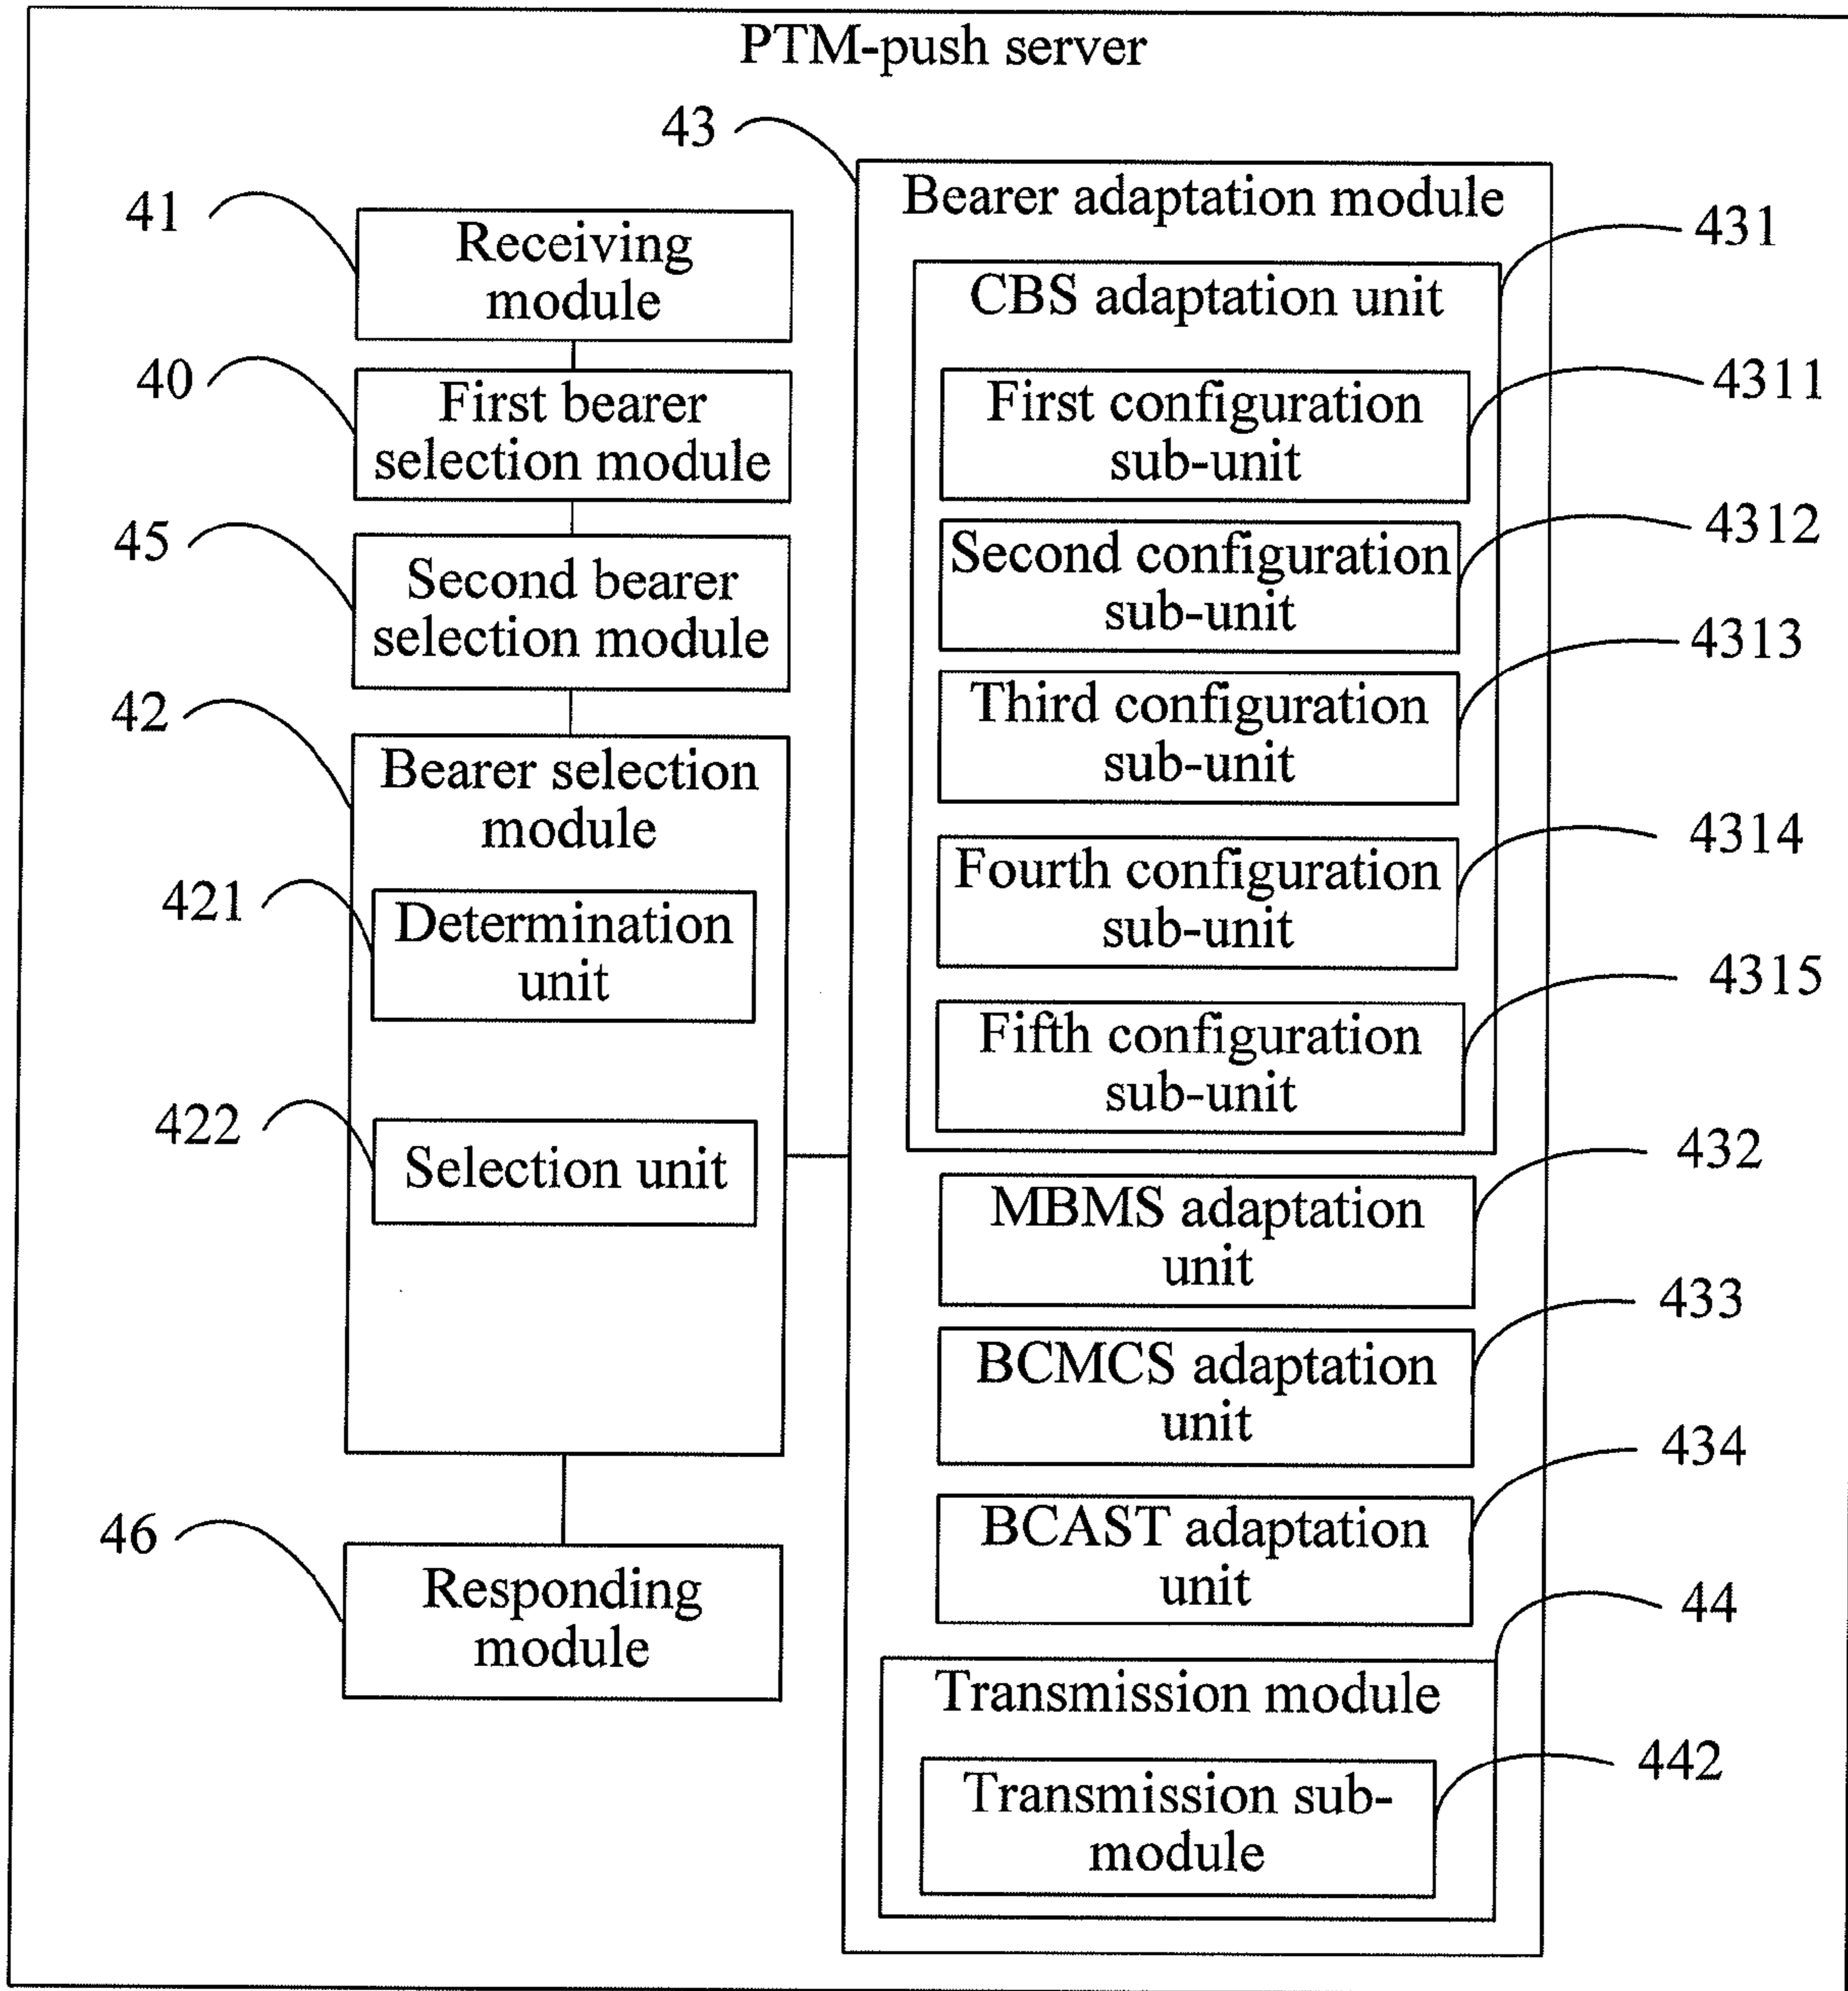 PTM-push server
43
Bearer adaptation module
41
Receiving
module
431
CBS adaptation unit
40
First bearer
selection module
4311
First configuration
sub-unit
45
Second bearer
selection module
4312
Second configuration
sub-unit
4313
Third configuration
sub-unit
42
Bearer selection
module
4314
Fourth configuration
sub-unit
421
Determination
unit
4315
Fifth configuration
sub-unit
422
Selection unit
432
MBMS adaptation
unit
433
BCMCS adaptation
unit
434
BCAST adaptation
unit
46
Responding
module
44
Transmission module
442
Transmission sub-
module